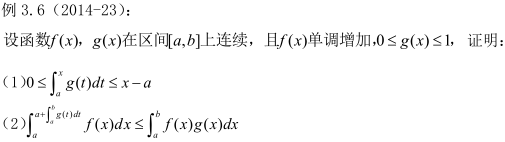 例 3.6（2014-23）：
设函数f(x)，g(x)在区间[a,b]上连续，且f(x)单调增加,0≤g(x)≤1， 证明：
（1）0≤∫_a^x g(t)dt≤x−a
（2）∫_a^{a+∫_a^b g(t)dt} f(x)dx≤∫_a^b f(x)g(x)dx